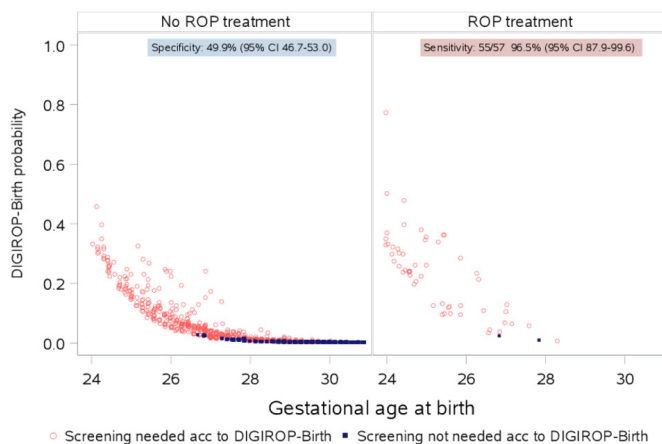 No ROP treatment
ROP treatment
Specificity: 49.9% (95% CI 46.7-53.0)
Sensitivity: 55/57 96.5% (95% CI 87.9-99.6)
DIGIROP-Birth probability
1.0
0.8
0.6
0.4
0.2
0.0
24 26 28 30 24 26 28 30
Gestational age at birth
Screening needed acc to DIGIROP-Birth
Screening not needed acc to DIGIROP-Birth